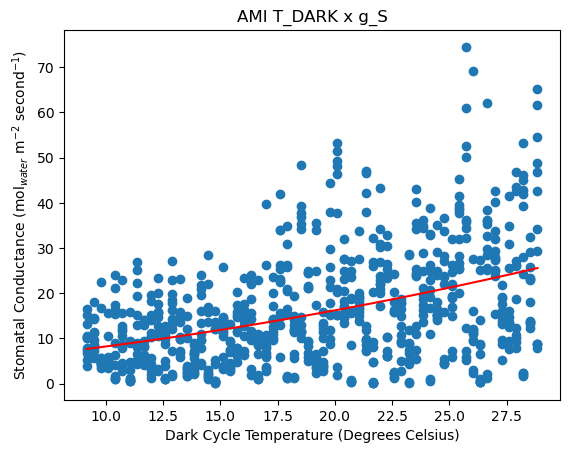 AMI T_DARK x g_S
Stomatal Conductance (mol_water m⁻² second⁻¹)
70
60
50
40
30
20
10
0
10.0 12.5 15.0 17.5 20.0 22.5 25.0 27.5
Dark Cycle Temperature (Degrees Celsius)